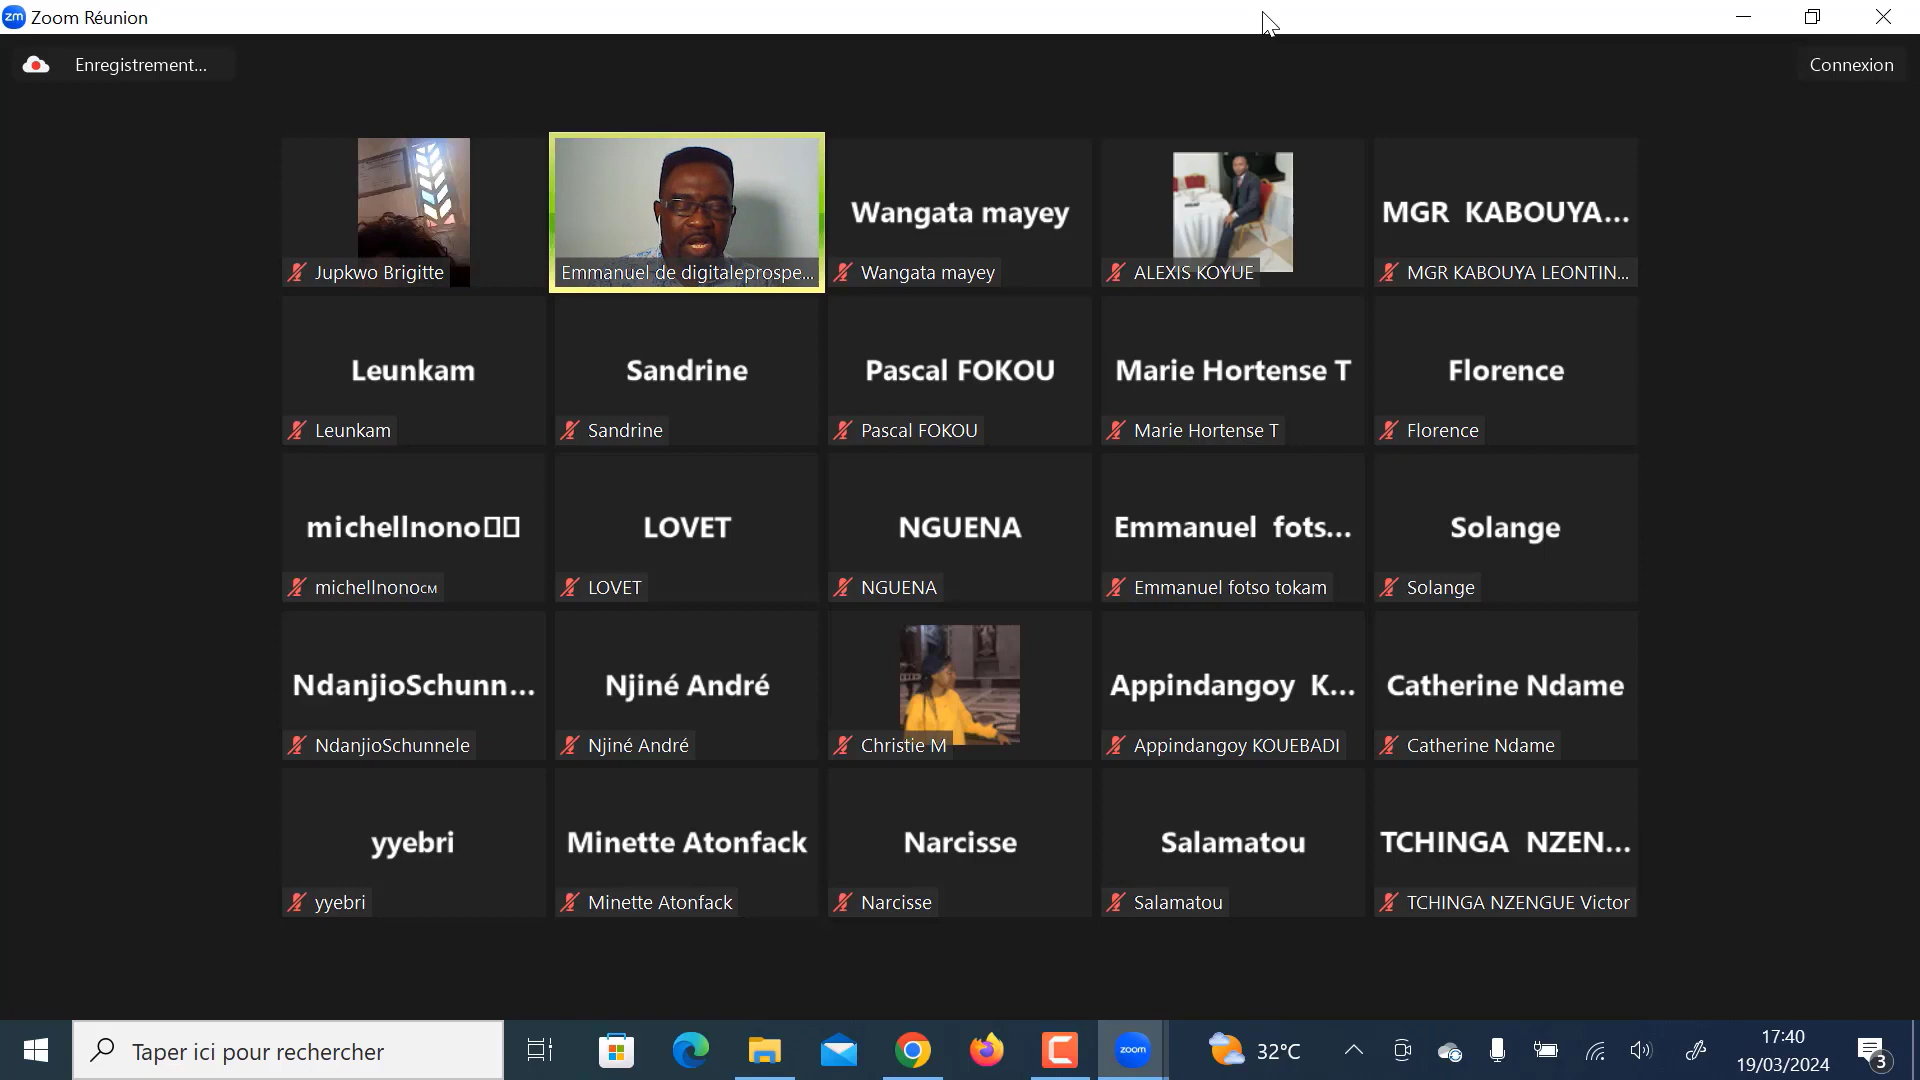 zm Zoom Réunion
Enregistrement...
Connexion
Jupkwo Brigitte
Emmanuel de digitaleprospe...
Wangata mayey
Wangata mayey
ALEXIS KOYUE
MGR KABOUYA...
MGR KABOUYA LEONTIN...
Leunkam
Leunkam
Sandrine
Sandrine
Pascal FOKOU
Pascal FOKOU
Marie Hortense T
Marie Hortense T
Florence
Florence
michellnono
michellnonoCM
LOVET
LOVET
NGUENA
NGUENA
Emmanuel fots...
Emmanuel fotso tokam
Solange
Solange
NdanjioSchunn...
NdanjioSchunnele
Njiné André
Njiné André
Christie M
Appindangoy K...
Appindangoy KOUEBADI
Catherine Ndame
Catherine Ndame
yyebri
yyebri
Minette Atonfack
Minette Atonfack
Narcisse
Narcisse
Salamatou
Salamatou
TCHINGA NZEN...
TCHINGA NZENGUE Victor
Taper ici pour rechercher
zoom
32°C
17:40
19/03/2024
3